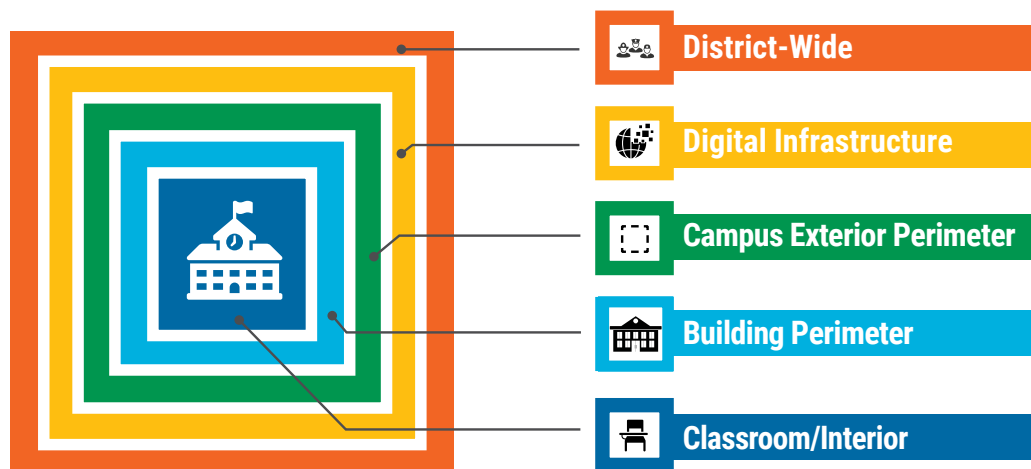 District-Wide
Digital Infrastructure
Campus Exterior Perimeter
Building Perimeter
Classroom/Interior